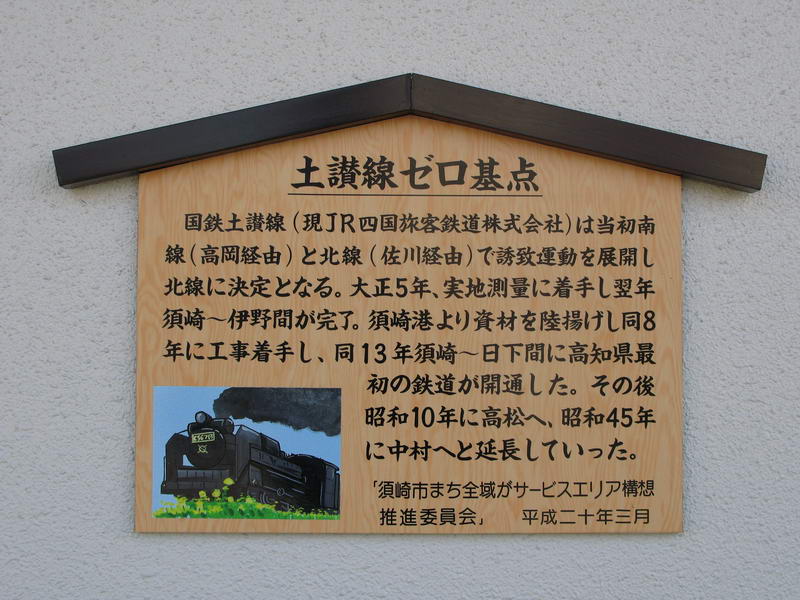 土讃線ゼロ基点
国鉄土讃線(現JR四国旅客鉄道株式会社)は当初南
線(高岡経由)と北線(佐川経由)で誘致運動を展開し
北線に決定となる。大正5年、実地測量に着手し翌年
須崎～伊野間が完了。須崎港より資材を陸揚げし同8
年に工事着手し、同13年須崎～日下間に高知県最
初の鉄道が開通した。その後
昭和10年に高松へ、昭和45年
に中村へと延長していった。
「須崎市まち全域がサービスエリア構想
推進委員会」 平成二十年三月